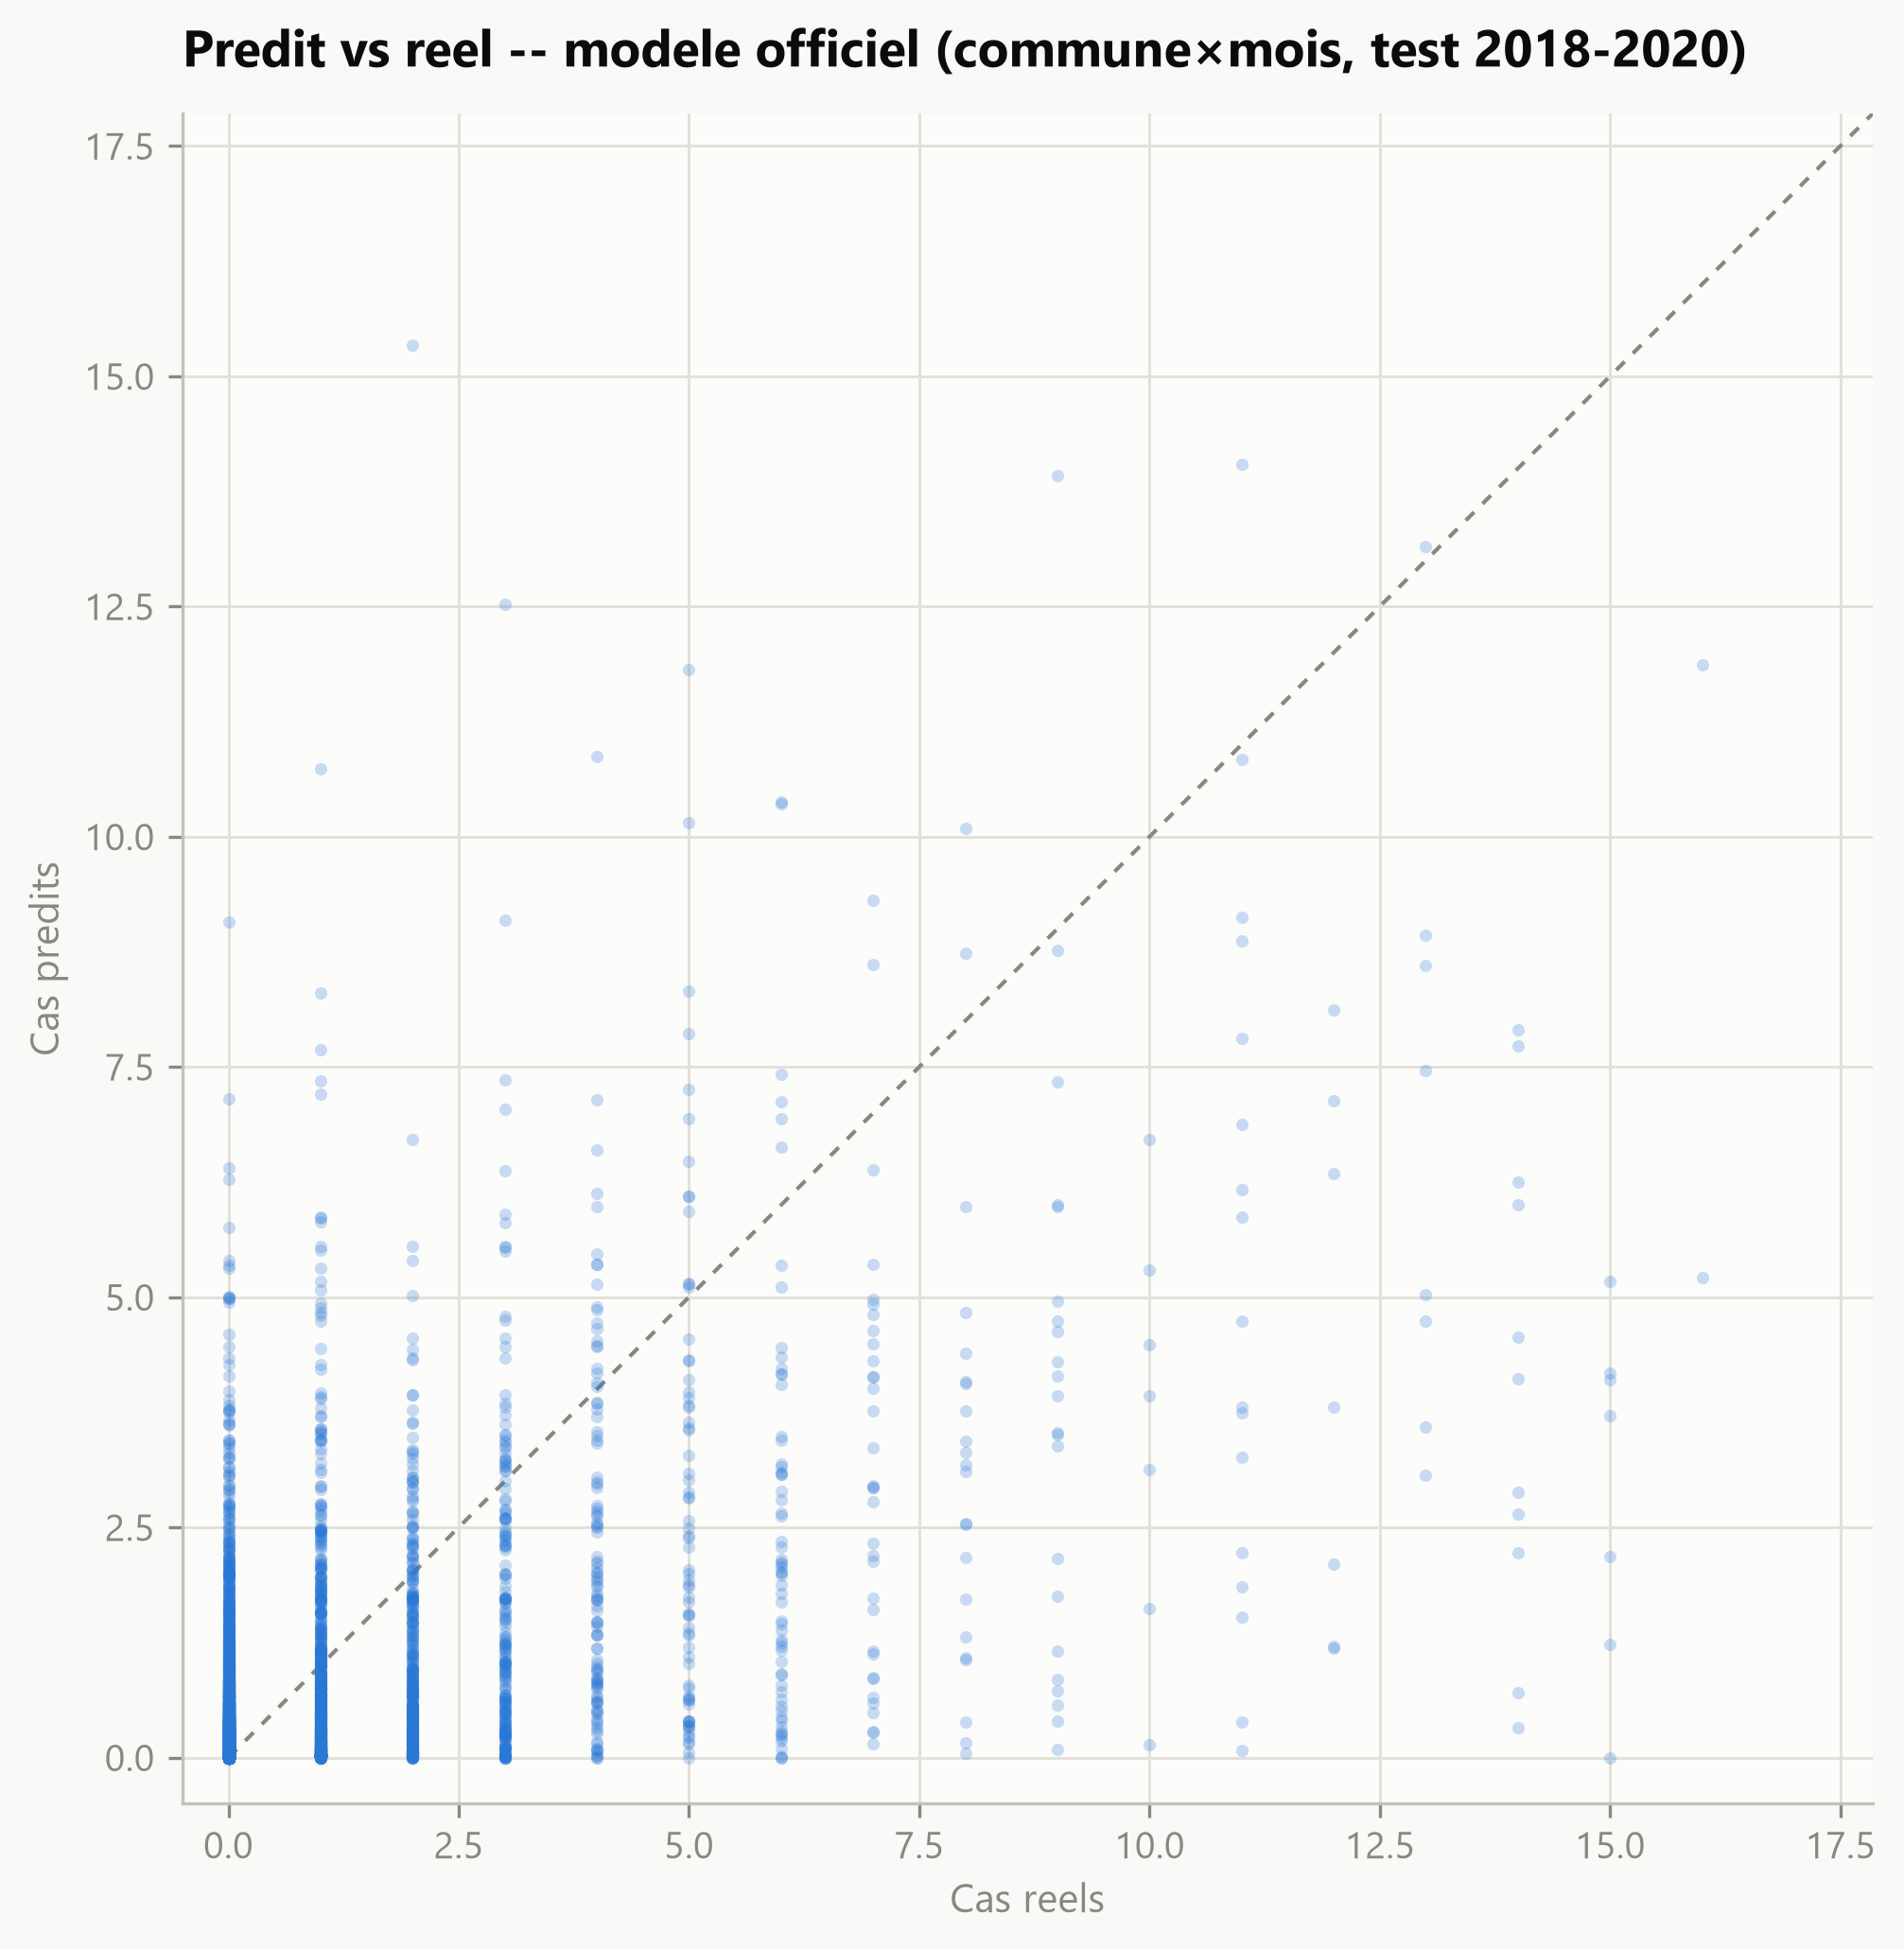 Predit vs reel -- modele officiel (commune×mois, test 2018-2020)
17.5
15.0
12.5
10.0
7.5
5.0
2.5
0.0
Cas predits
0.0 2.5 5.0 7.5 10.0 12.5 15.0 17.5
Cas reels